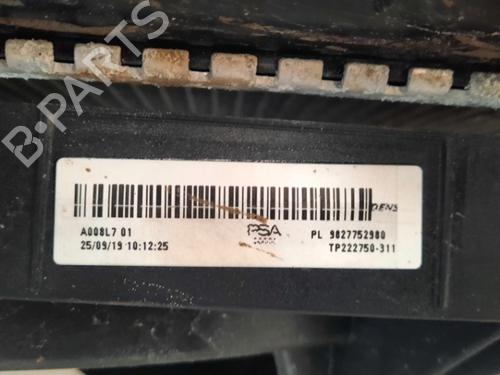 B-PARTS
DENS
A008L7 01
PSA
PL 9827752980
25/09/19 10:12:25
TP222750-311